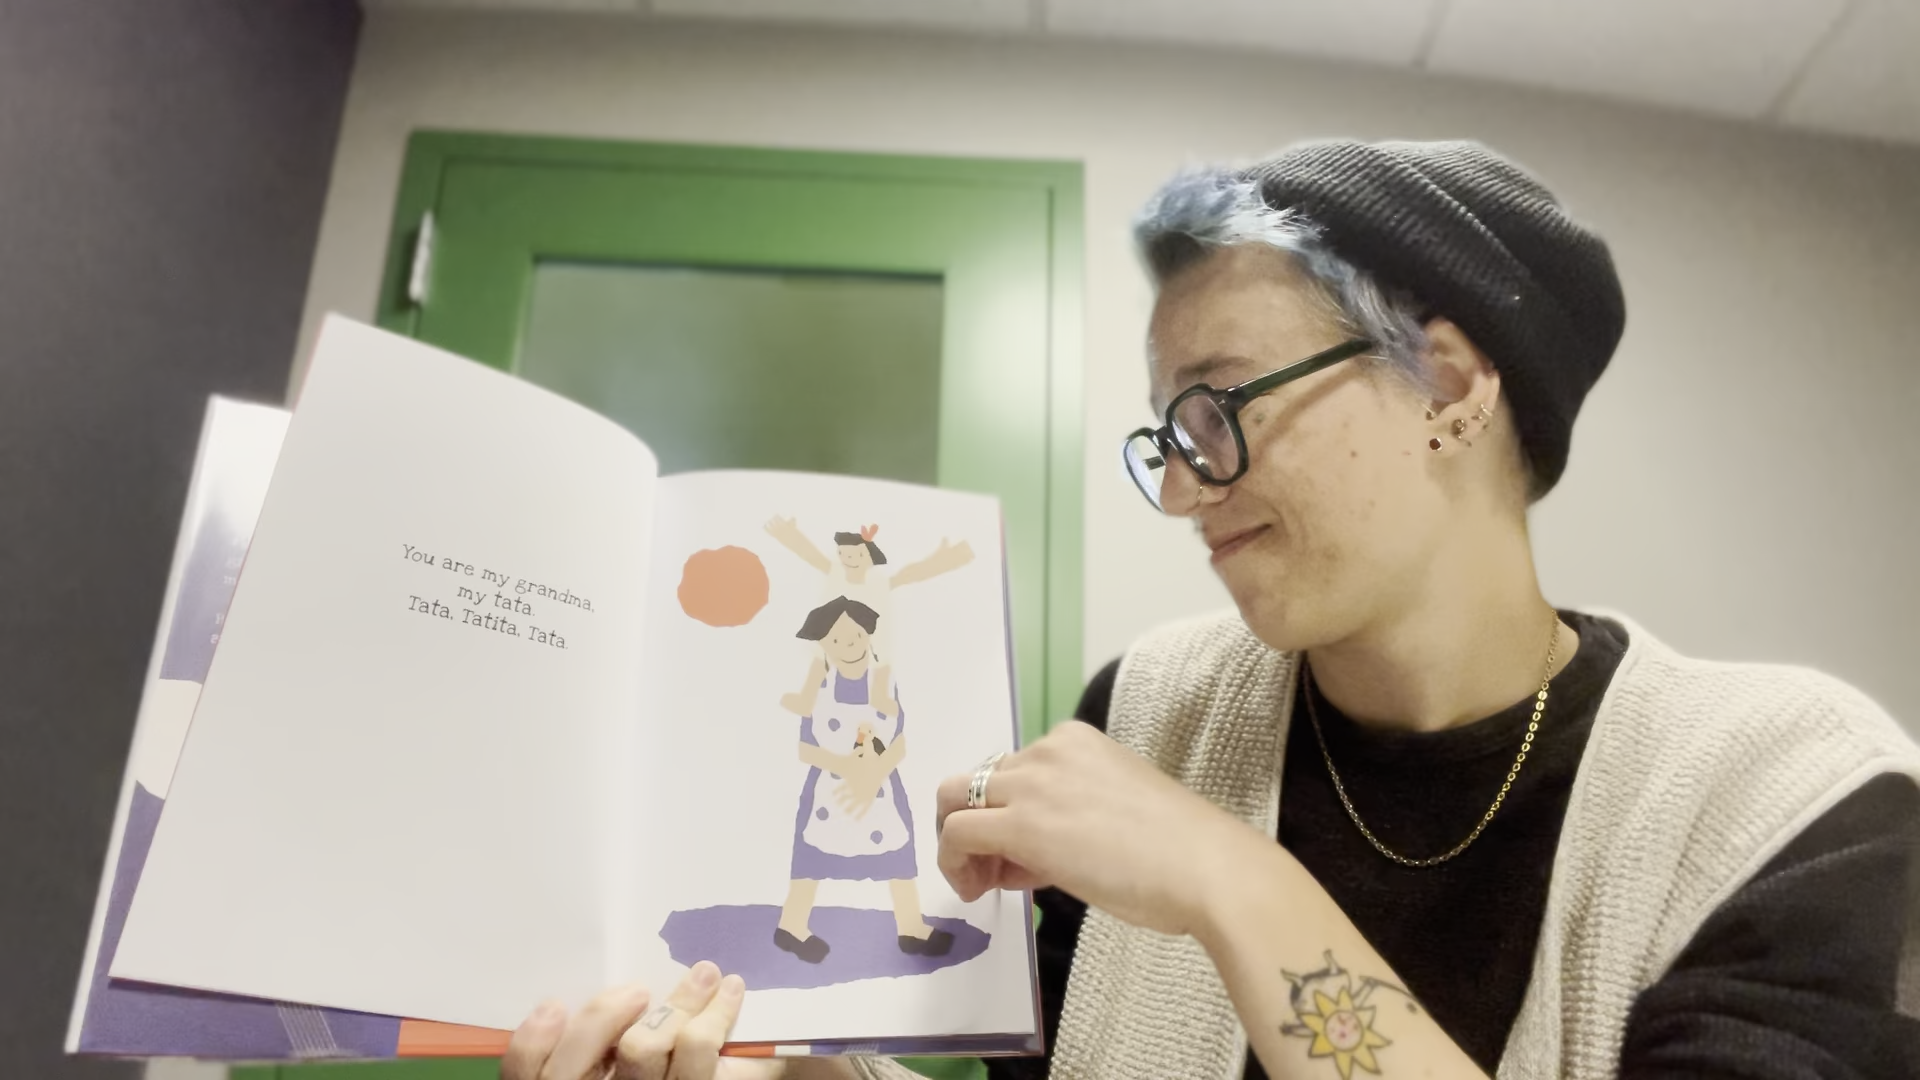 You are my grandma,
my tata.
Tata, Tatita, Tata.